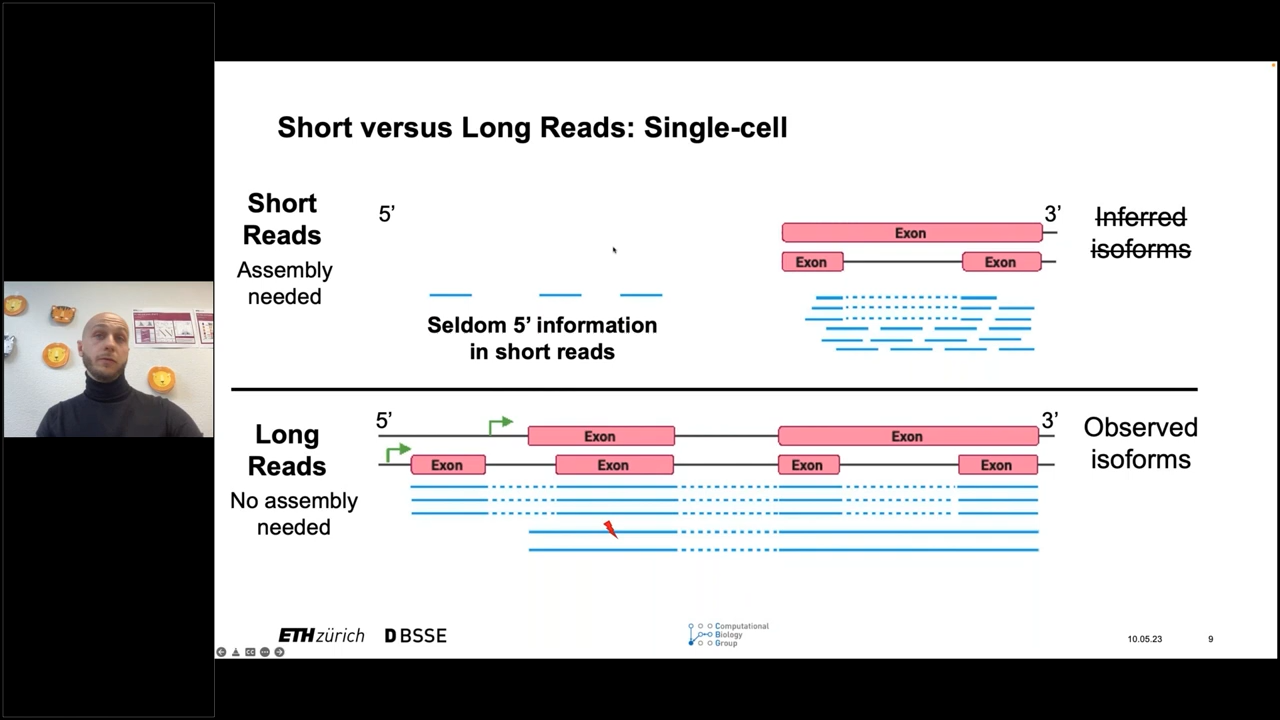 Short versus Long Reads: Single-cell
Short
Reads
Assembly
needed
5’
3’
Exon
Exon
Exon
Inferred
isoforms
Seldom 5’ information
in short reads
Long
Reads
No assembly
needed
5’
3’
Exon
Exon
Exon
Exon
Exon
Exon
Observed
isoforms
ETH zürich
D BSSE
Computational
Biology
Group
10.05.23
9